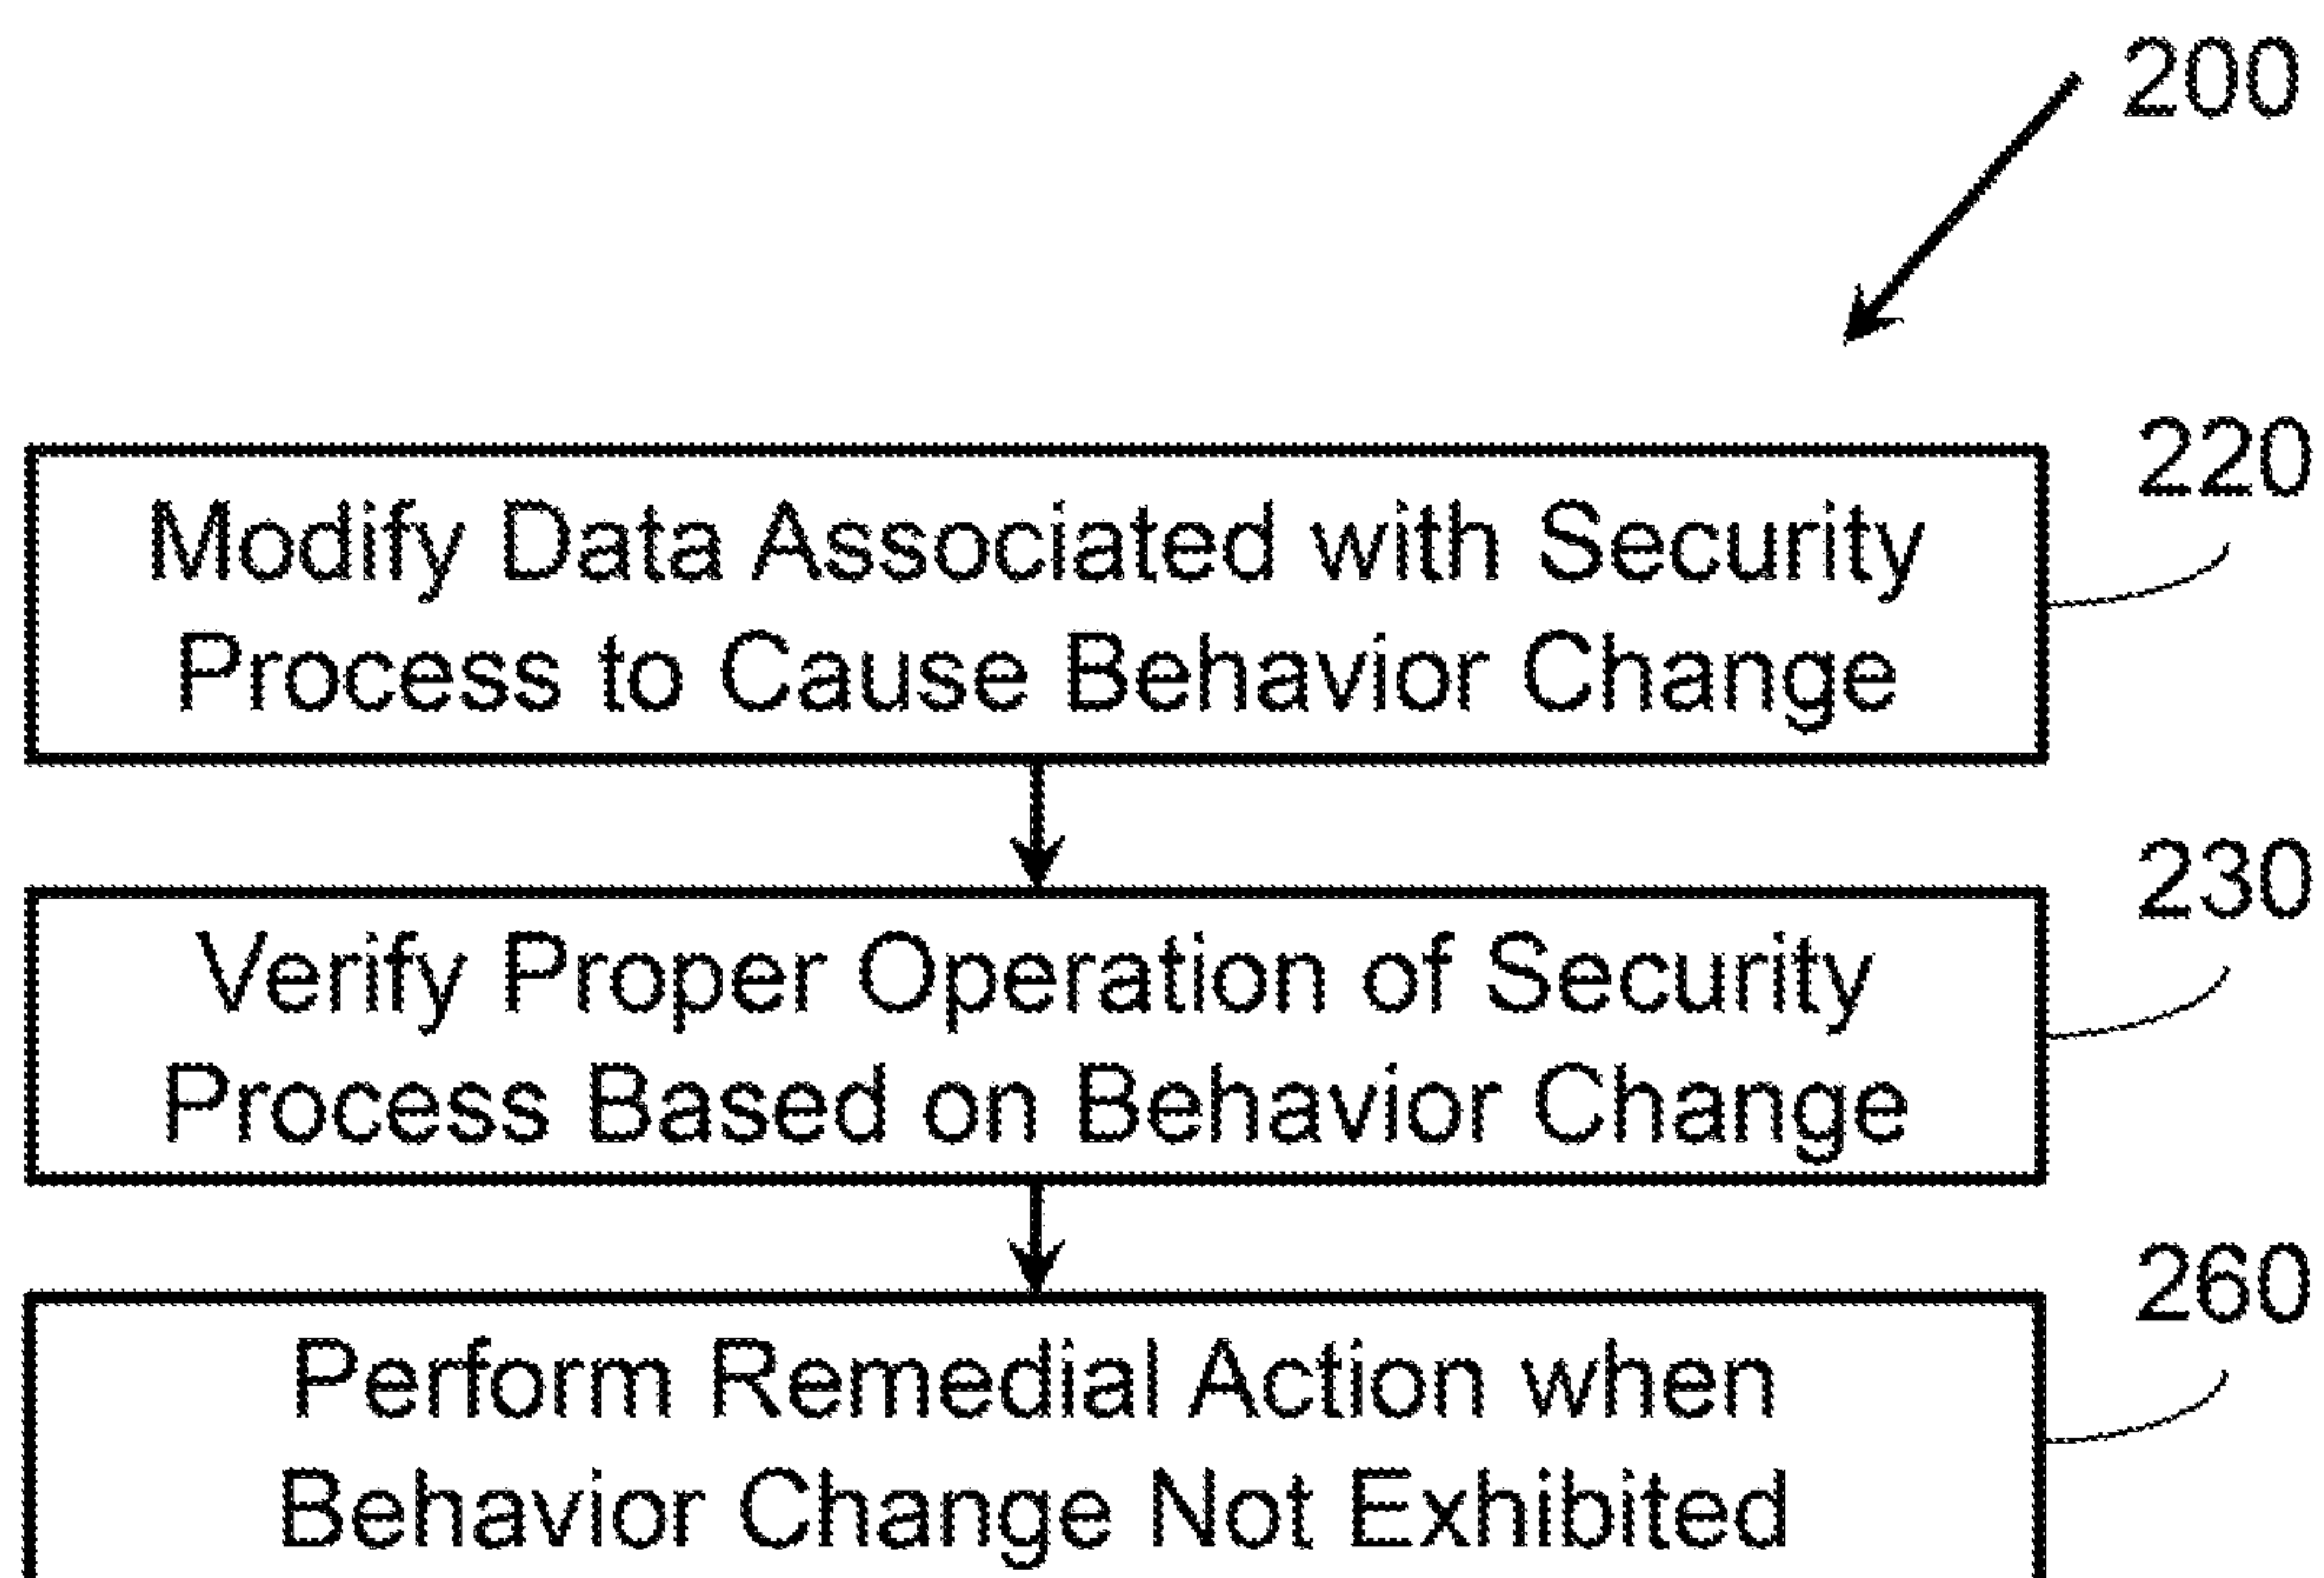 200
220
Modify Data Associated with Security
Process to Cause Behavior Change
230
Verify Proper Operation of Security
Process Based on Behavior Change
260
Perform Remedial Action when
Behavior Change Not Exhibited